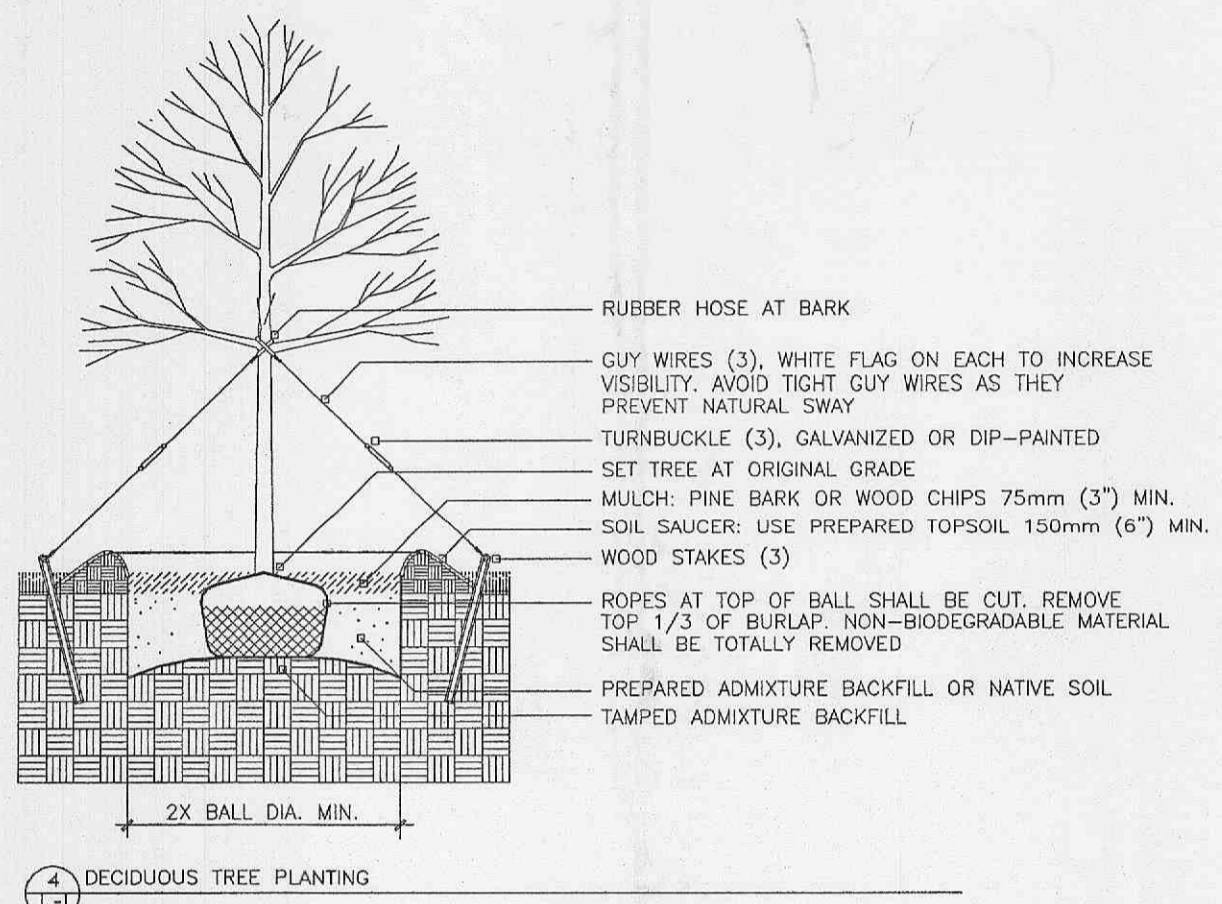 RUBBER HOSE AT BARK
GUY WIRES (3), WHITE FLAG ON EACH TO INCREASE
VISIBILITY. AVOID TIGHT GUY WIRES AS THEY
PREVENT NATURAL SWAY
TURNBUCKLE (3), GALVANIZED OR DIP-PAINTED
SET TREE AT ORIGINAL GRADE
MULCH: PINE BARK OR WOOD CHIPS 75mm (3") MIN.
SOIL SAUCER: USE PREPARED TOPSOIL 150mm (6") MIN.
WOOD STAKES (3)
ROPES AT TOP OF BALL SHALL BE CUT. REMOVE
TOP 1/3 OF BURLAP. NON-BIODEGRADABLE MATERIAL
SHALL BE TOTALLY REMOVED
PREPARED ADMIXTURE BACKFILL OR NATIVE SOIL
TAMPED ADMIXTURE BACKFILL
2X BALL DIA. MIN.
4 DECIDUOUS TREE PLANTING